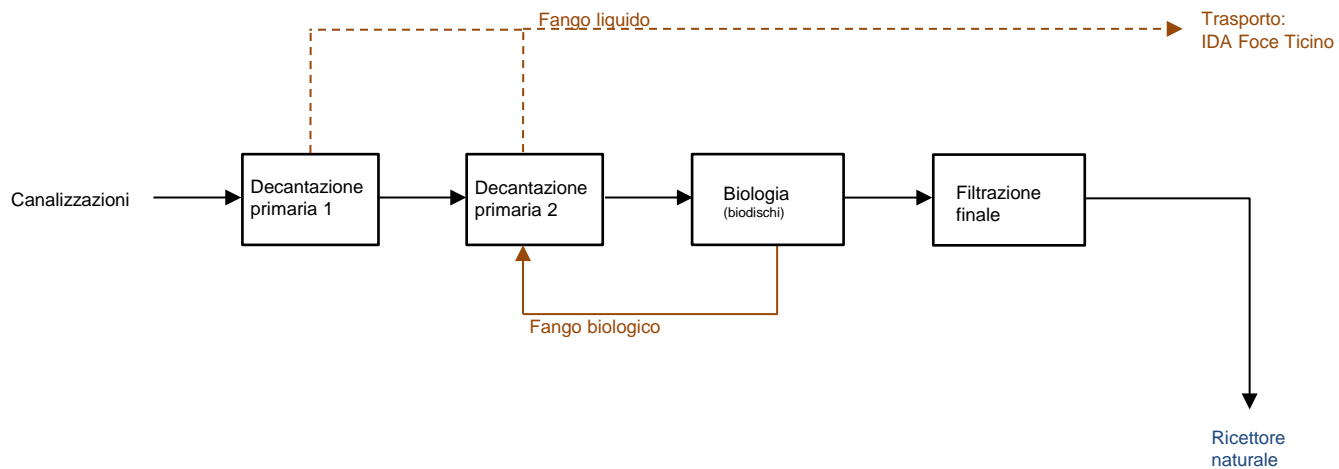 Fango liquido
Trasporto:
IDA Foce Ticino
Canalizzazioni
Decantazione
primaria 1
Decantazione
primaria 2
Biologia
(biodischi)
Filtrazione
finale
Fango biologico
Ricettore
naturale